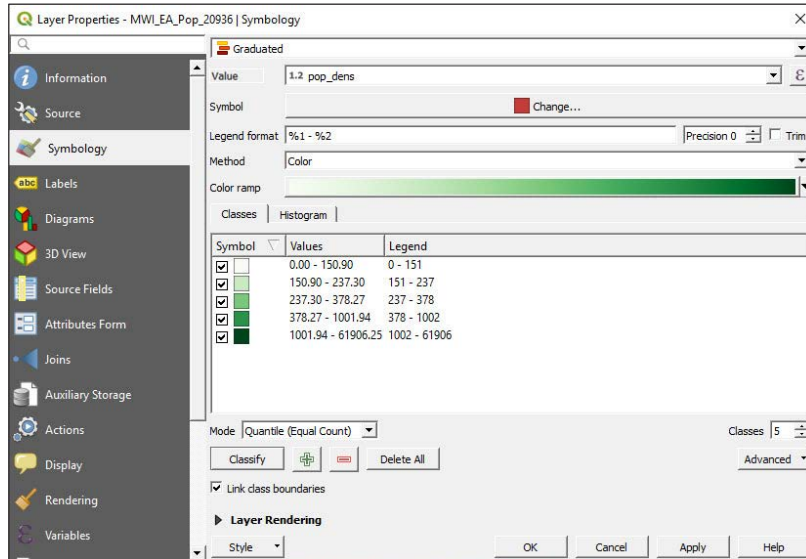 Layer Properties - MWI_EA_Pop_20936 | Symbology
Graduated
Information
Value 1.2 pop_dens
Source
Symbol Change...
Symbology
Legend format %1 - %2 Precision 0 Trim
Method Color
Labels
Color ramp
Diagrams
Classes Histogram
3D View
Symbol Values Legend
0.00 - 150.90 0 - 151
Source Fields
150.90 - 237.30 151 - 237
237.30 - 378.27 237 - 378
Attributes Form
378.27 - 1001.94 378 - 1002
1001.94 - 61906.25 1002 - 61906
Joins
Auxiliary Storage
Actions
Mode Quantile (Equal Count) Classes 5
Display
Classify Delete All Advanced
Rendering
Link class boundaries
Variables
Layer Rendering
Style OK Cancel Apply Help